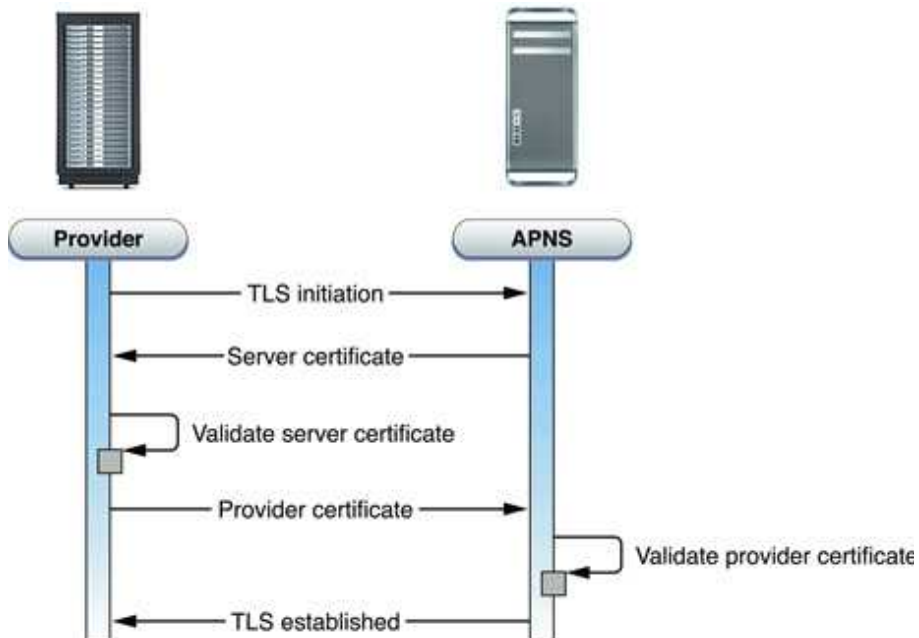 Provider
APNS
TLS initiation
Server certificate
Validate server certificate
Provider certificate
Validate provider certificate
TLS established